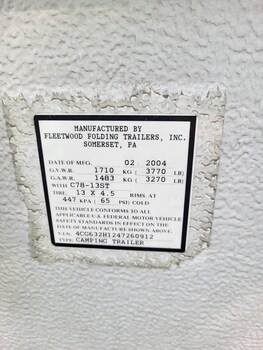 MANUFACTURED BY
FLEETWOOD FOLDING TRAILERS, INC.
SOMERSET, PA
DATE OF MFG. 02 2004
G.V.W.R. 1710 KG ( 3770 LB)
G.A.W.R. 1483 KG ( 3270 LB)
WITH C78-13ST
TIRE, 13 X 4.5 RIMS, AT
447 KPA ( 65 PSI) COLD
THIS VEHICLE CONFORMS TO ALL
APPLICABLE U.S. FEDERAL MOTOR VEHICLE
SAFETY STANDARDS IN EFFECT ON THE
DATE OF MANUFACTURE SHOWN ABOVE.
V.I.N. 4CG632H1247260912
TYPE: CAMPING TRAILER